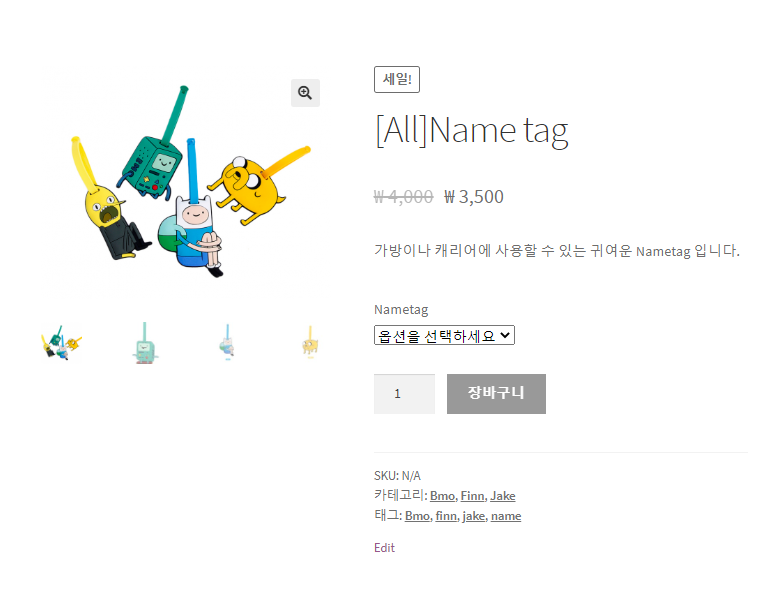 세일!
[All]Name tag
₩ 4,000 ₩ 3,500
가방이나 캐리어에 사용할 수 있는 귀여운 Nametag 입니다.
Nametag
옵션을 선택하세요
1 장바구니
SKU: N/A
카테고리: Bmo, Finn, Jake
태그: Bmo, finn, jake, name
Edit